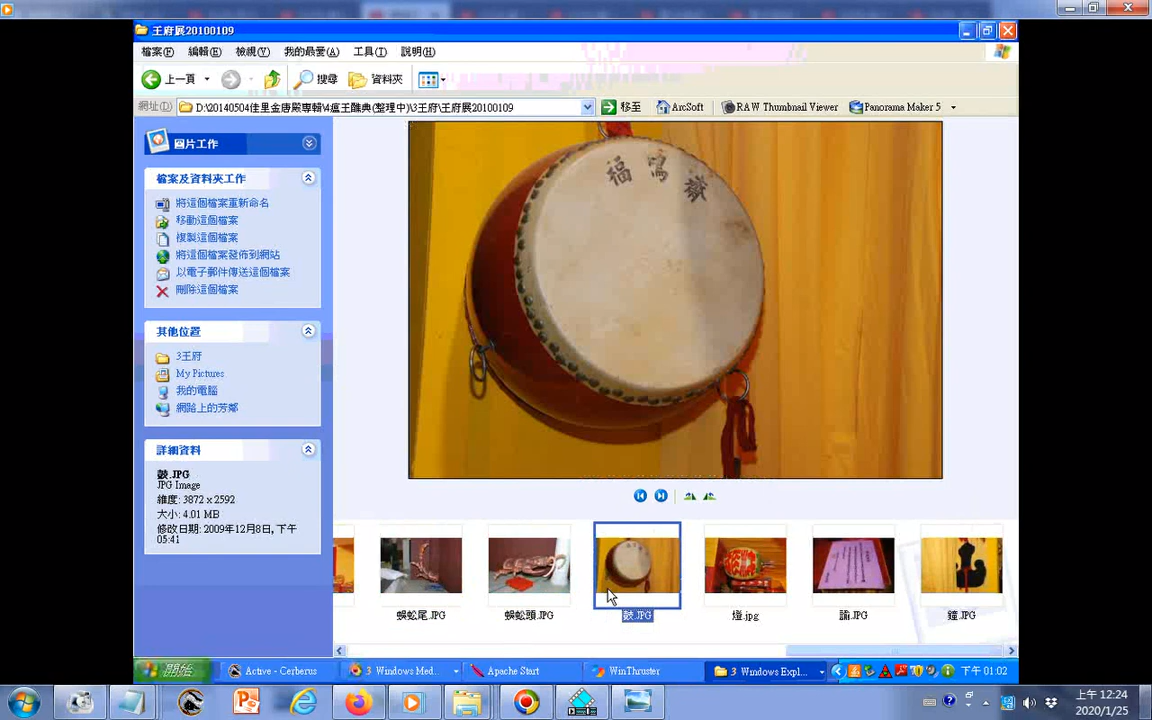 王府展20100109
檔案(F) 編輯(E) 檢視(V) 我的最愛(A) 工具(T) 說明(H)
上一頁 搜尋 資料夾
網址(D) D:\20140504佳里金唐殿專輯\4瘟王醮典(整理中)\3王府\王府展20100109 移至 ArcSoft RAW Thumbnail Viewer Panorama Maker 5
圖片工作
檔案及資料夾工作
將這個檔案重新命名
移動這個檔案
複製這個檔案
將這個檔案發佈到網站
以電子郵件傳送這個檔案
刪除這個檔案
其他位置
3王府
My Pictures
我的電腦
網路上的芳鄰
詳細資料
鼓.JPG
JPG Image
維度: 3872 x 2592
大小: 4.01 MB
修改日期: 2009年12月8日, 下午
05:41
福鳴
蜈蚣尾.JPG 蜈蚣頭.JPG 鼓.JPG 燈.jpg 諭.JPG 鐘.JPG
開始 Active - Cerberus 3 Windows Med... Apache Start WinThruster 3 Windows Expl... 下午 01:02
上午 12:24
2020/1/25